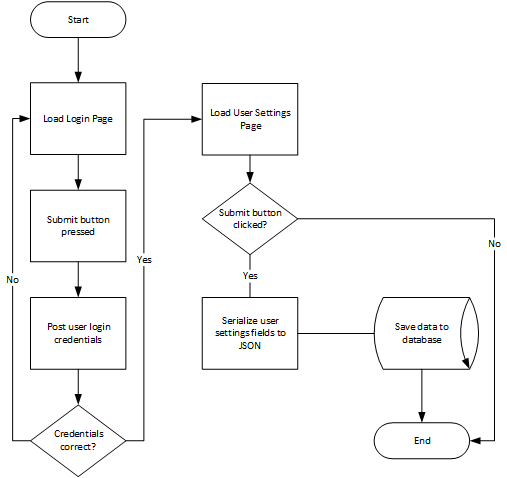 Start
Load Login Page
Submit button
pressed
Post user login
credentials
Credentials
correct?
No
Yes
Load User Settings
Page
Submit button
clicked?
Yes
No
Serialize user
settings fields to
JSON
Save data to
database
End